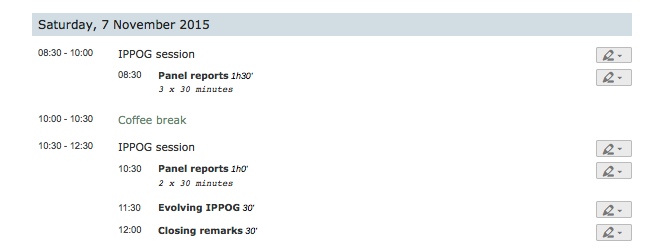 Saturday, 7 November 2015
08:30 - 10:00 IPPOG session
08:30 Panel reports 1h30'
3 x 30 minutes
10:00 - 10:30 Coffee break
10:30 - 12:30 IPPOG session
10:30 Panel reports 1h0'
2 x 30 minutes
11:30 Evolving IPPOG 30'
12:00 Closing remarks 30'